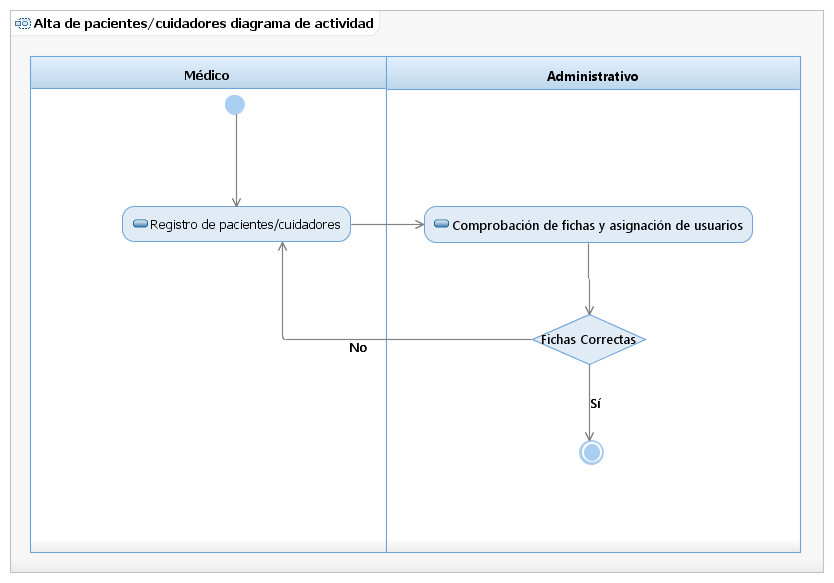 Alta de pacientes/cuidadores diagrama de actividad
Médico
Administrativo
Registro de pacientes/cuidadores
Comprobación de fichas y asignación de usuarios
Fichas Correctas
No
Sí